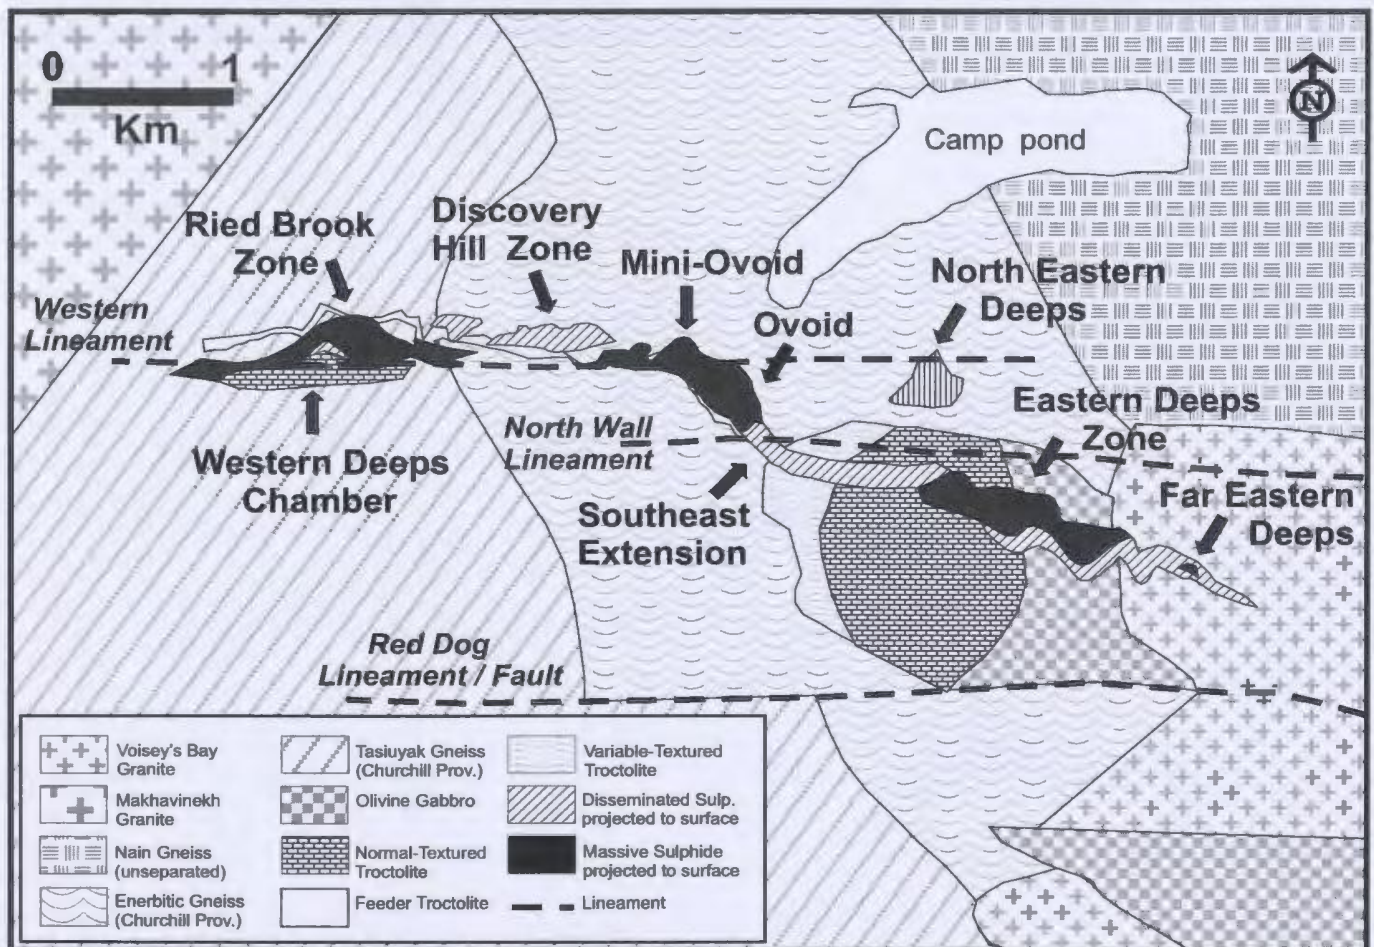 0 1
Km
N
Camp pond
Ried Brook
Zone
Discovery
Hill Zone
Mini-Ovoid
North Eastern
Deeps
Western
Lineament
Ovoid
Eastern Deeps
Zone
North Wall
Lineament
Western Deeps
Chamber
Southeast
Extension
Far Eastern
Deeps
Red Dog
Lineament / Fault
Voisey's Bay
Granite
Makhavinekh
Granite
Nain Gneiss
(unseparated)
Enerbitic Gneiss
(Churchill Prov.)
Tasiuyak Gneiss
(Churchill Prov.)
Olivine Gabbro
Normal-Textured
Troctolite
Feeder Troctolite
Variable-Textured
Troctolite
Disseminated Sulp.
projected to surface
Massive Sulphide
projected to surface
Lineament